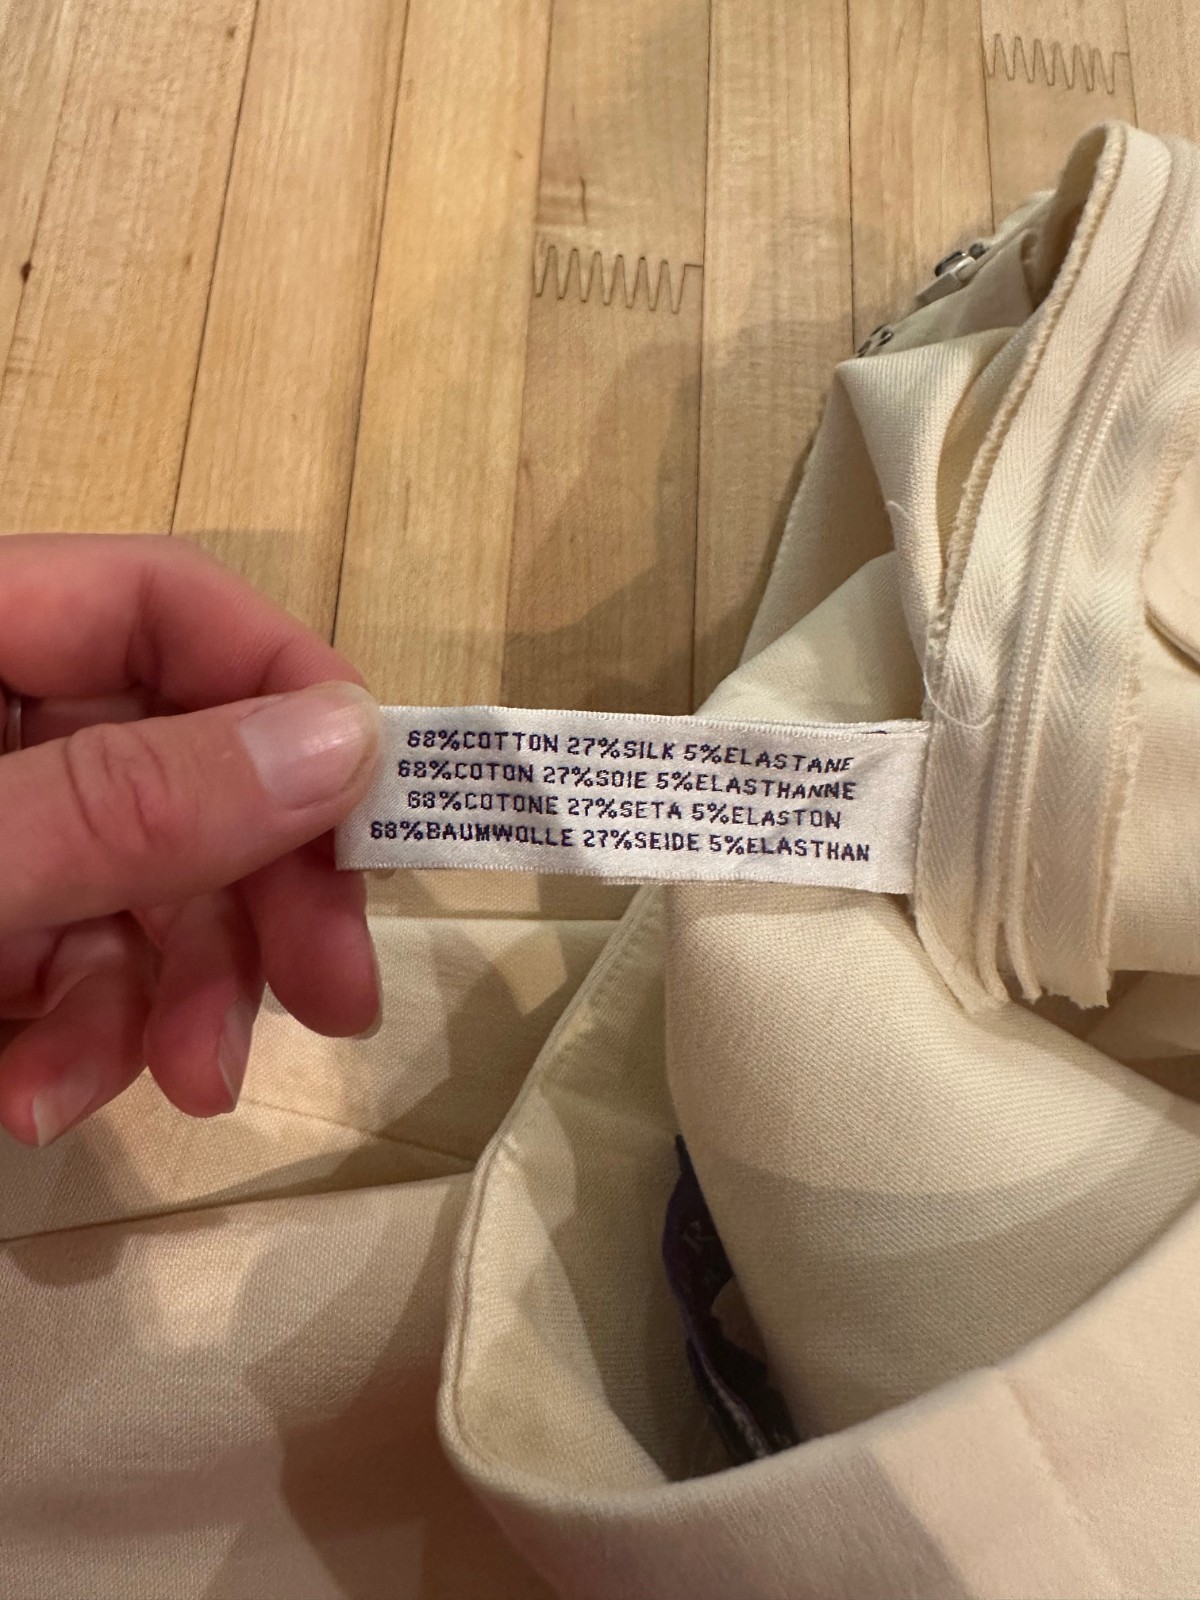 68%COTTON 27%SILK 5%ELASTANE
68%COTON 27%SOIE 5%ELASTHANNE
68%COTONE 27%SETA 5%ELASTON
68%BAUMWOLLE 27%SEIDE 5%ELASTHAN